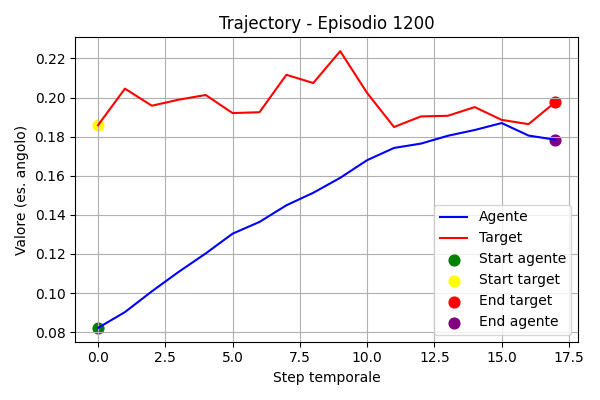 Trajectory - Episodio 1200
Valore (es. angolo)
0.22
0.20
0.18
0.16
0.14
0.12
0.10
0.08
Agente
Target
Start agente
Start target
End target
End agente
0.0 2.5 5.0 7.5 10.0 12.5 15.0 17.5
Step temporale